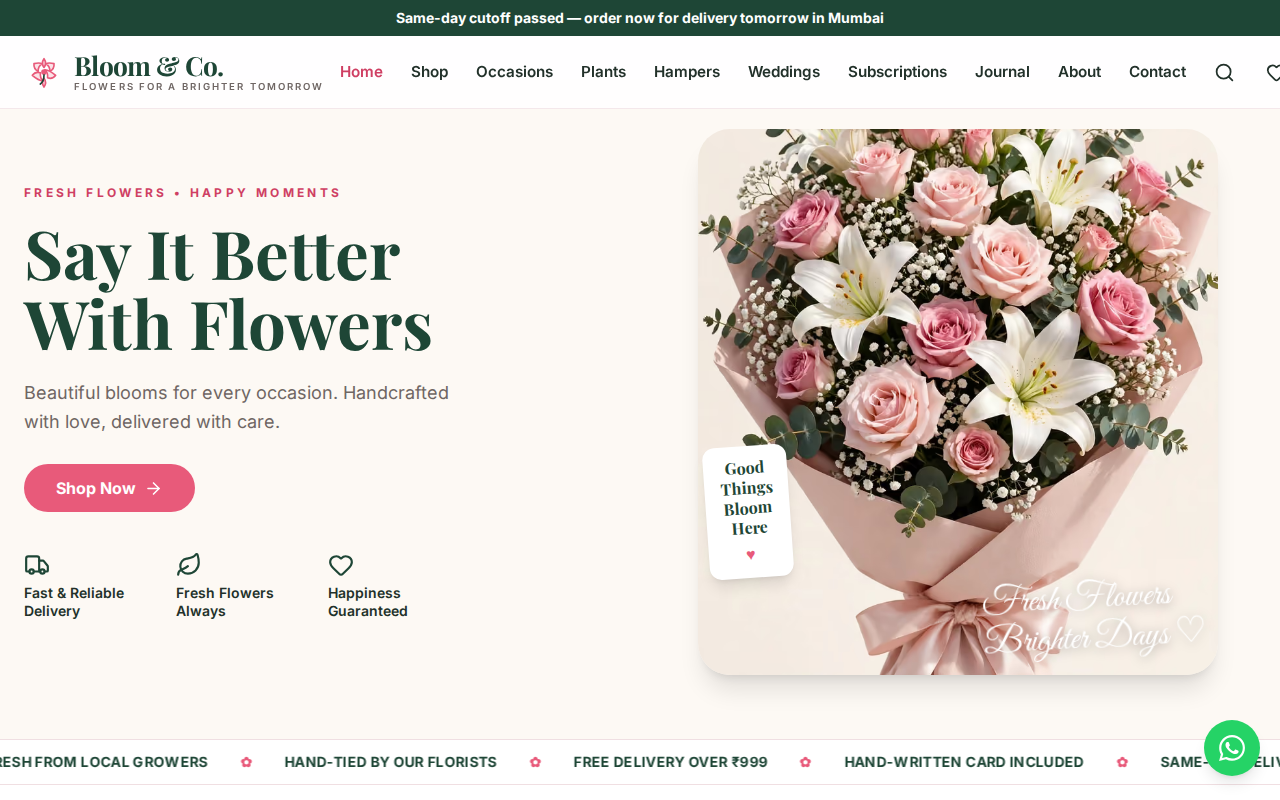 Same-day cutoff passed — order now for delivery tomorrow in Mumbai
Bloom & Co.
FLOWERS FOR A BRIGHTER TOMORROW
Home Shop Occasions Plants Hampers Weddings Subscriptions Journal About Contact
FRESH FLOWERS • HAPPY MOMENTS
Say It Better
With Flowers
Beautiful blooms for every occasion. Handcrafted
with love, delivered with care.
Shop Now
Fast & Reliable
Delivery
Fresh Flowers
Always
Happiness
Guaranteed
Good
Things
Bloom
Here
♥
Fresh Flowers
Brighter Days ♡
RESH FROM LOCAL GROWERS ✿ HAND-TIED BY OUR FLORISTS ✿ FREE DELIVERY OVER ₹999 ✿ HAND-WRITTEN CARD INCLUDED ✿ SAME-